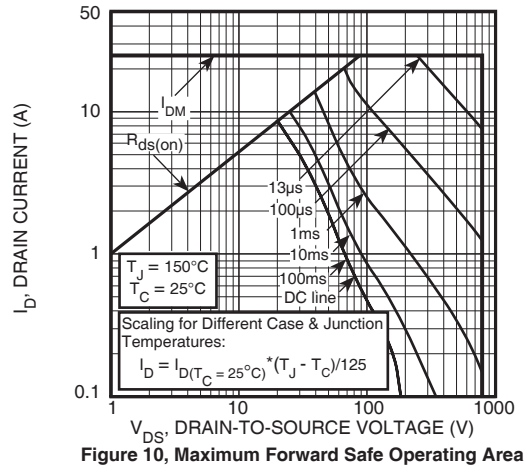 50
10
1
0.1
I_D, DRAIN CURRENT (A)
I_DM
R_ds(on)
13µs
100µs
1ms
10ms
100ms
DC line
T_J = 150°C
T_C = 25°C
Scaling for Different Case & Junction
Temperatures:
I_D = I_D(T_C = 25°C)*(T_J - T_C)/125
1 10 100 1000
V_DS, DRAIN-TO-SOURCE VOLTAGE (V)
Figure 10, Maximum Forward Safe Operating Area